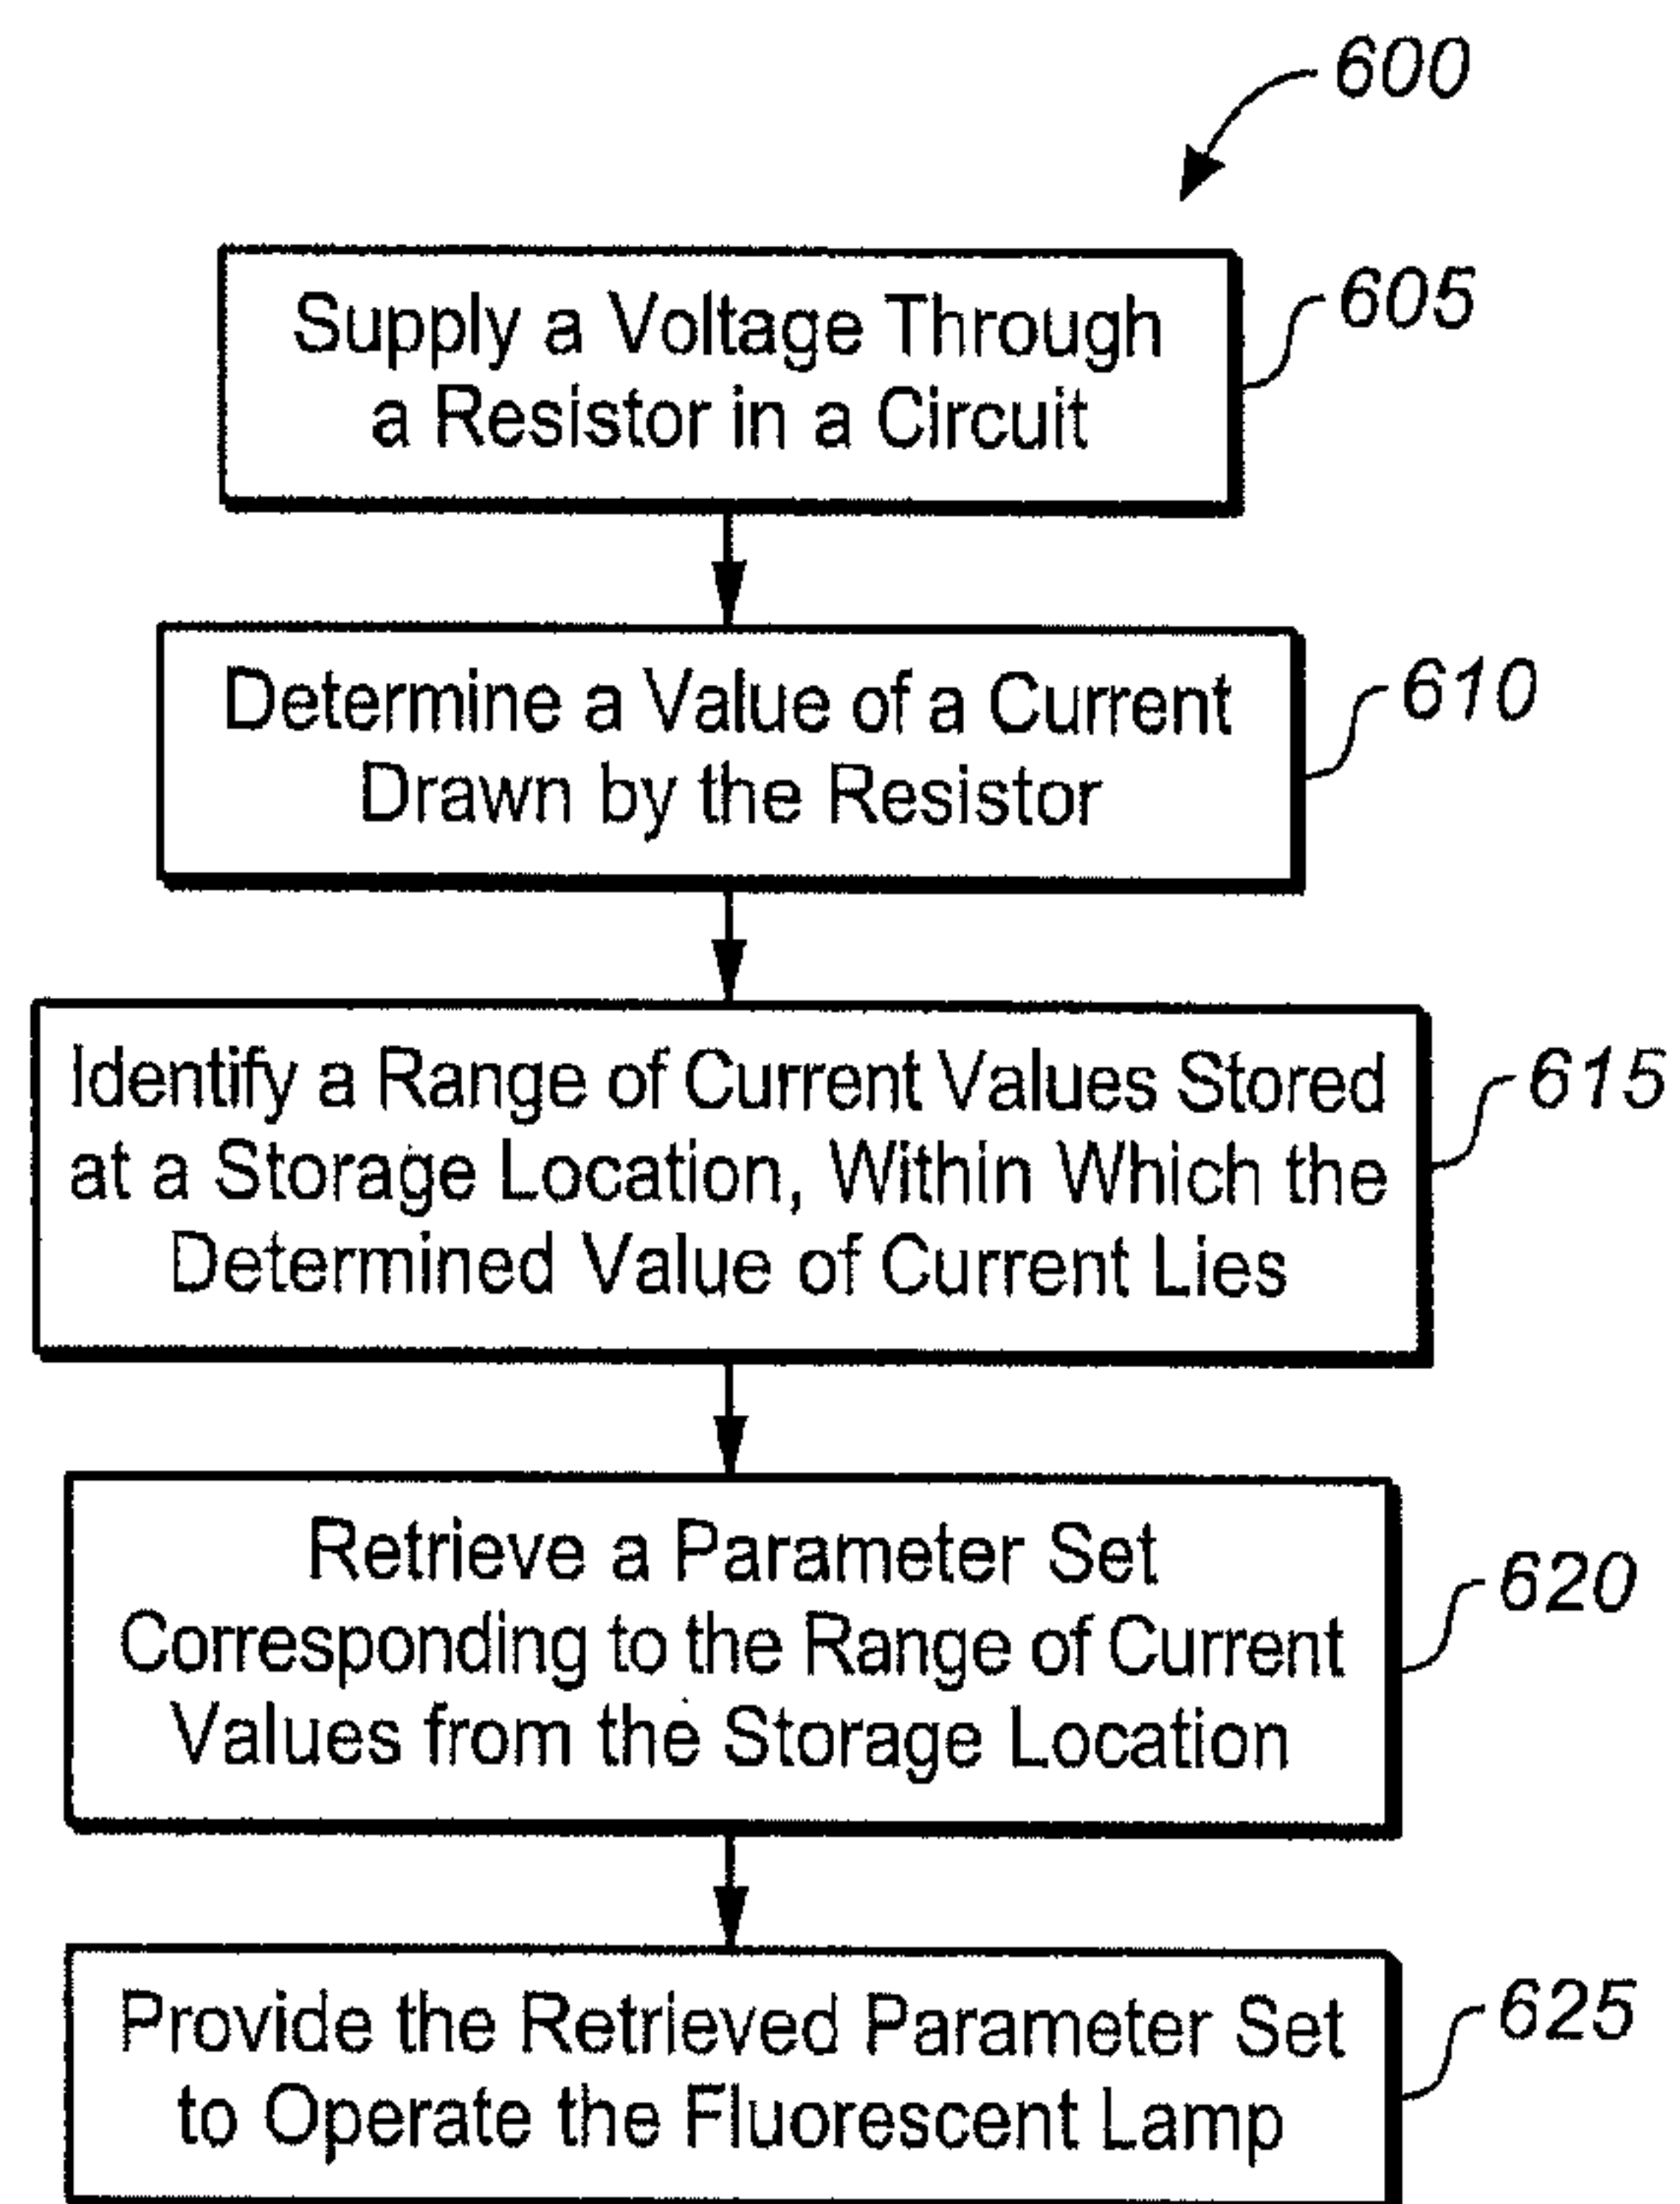 600
Supply a Voltage Through
a Resistor in a Circuit
605
Determine a Value of a Current
Drawn by the Resistor
610
Identify a Range of Current Values Stored
at a Storage Location, Within Which the
Determined Value of Current Lies
615
Retrieve a Parameter Set
Corresponding to the Range of Current
Values from the Storage Location
620
Provide the Retrieved Parameter Set
to Operate the Fluorescent Lamp
625